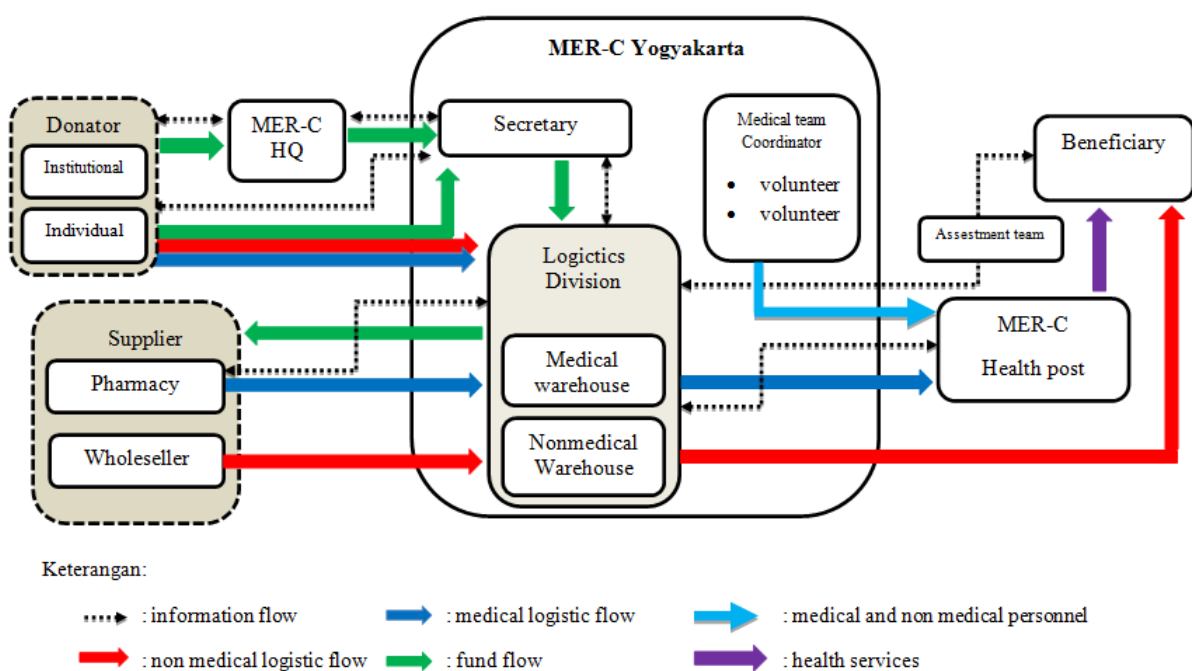 MER-C Yogyakarta
Donator
Institutional
Individual
MER-C
HQ
Secretary
Medical team
Coordinator
• volunteer
• volunteer
Beneficiary
Assestment team
Logictics
Division
Medical
warehouse
Nonmedical
Warehouse
MER-C
Health post
Supplier
Pharmacy
Wholeseller
Keterangan:
: information flow
: medical logistic flow
: medical and non medical personnel
: non medical logistic flow
: fund flow
: health services